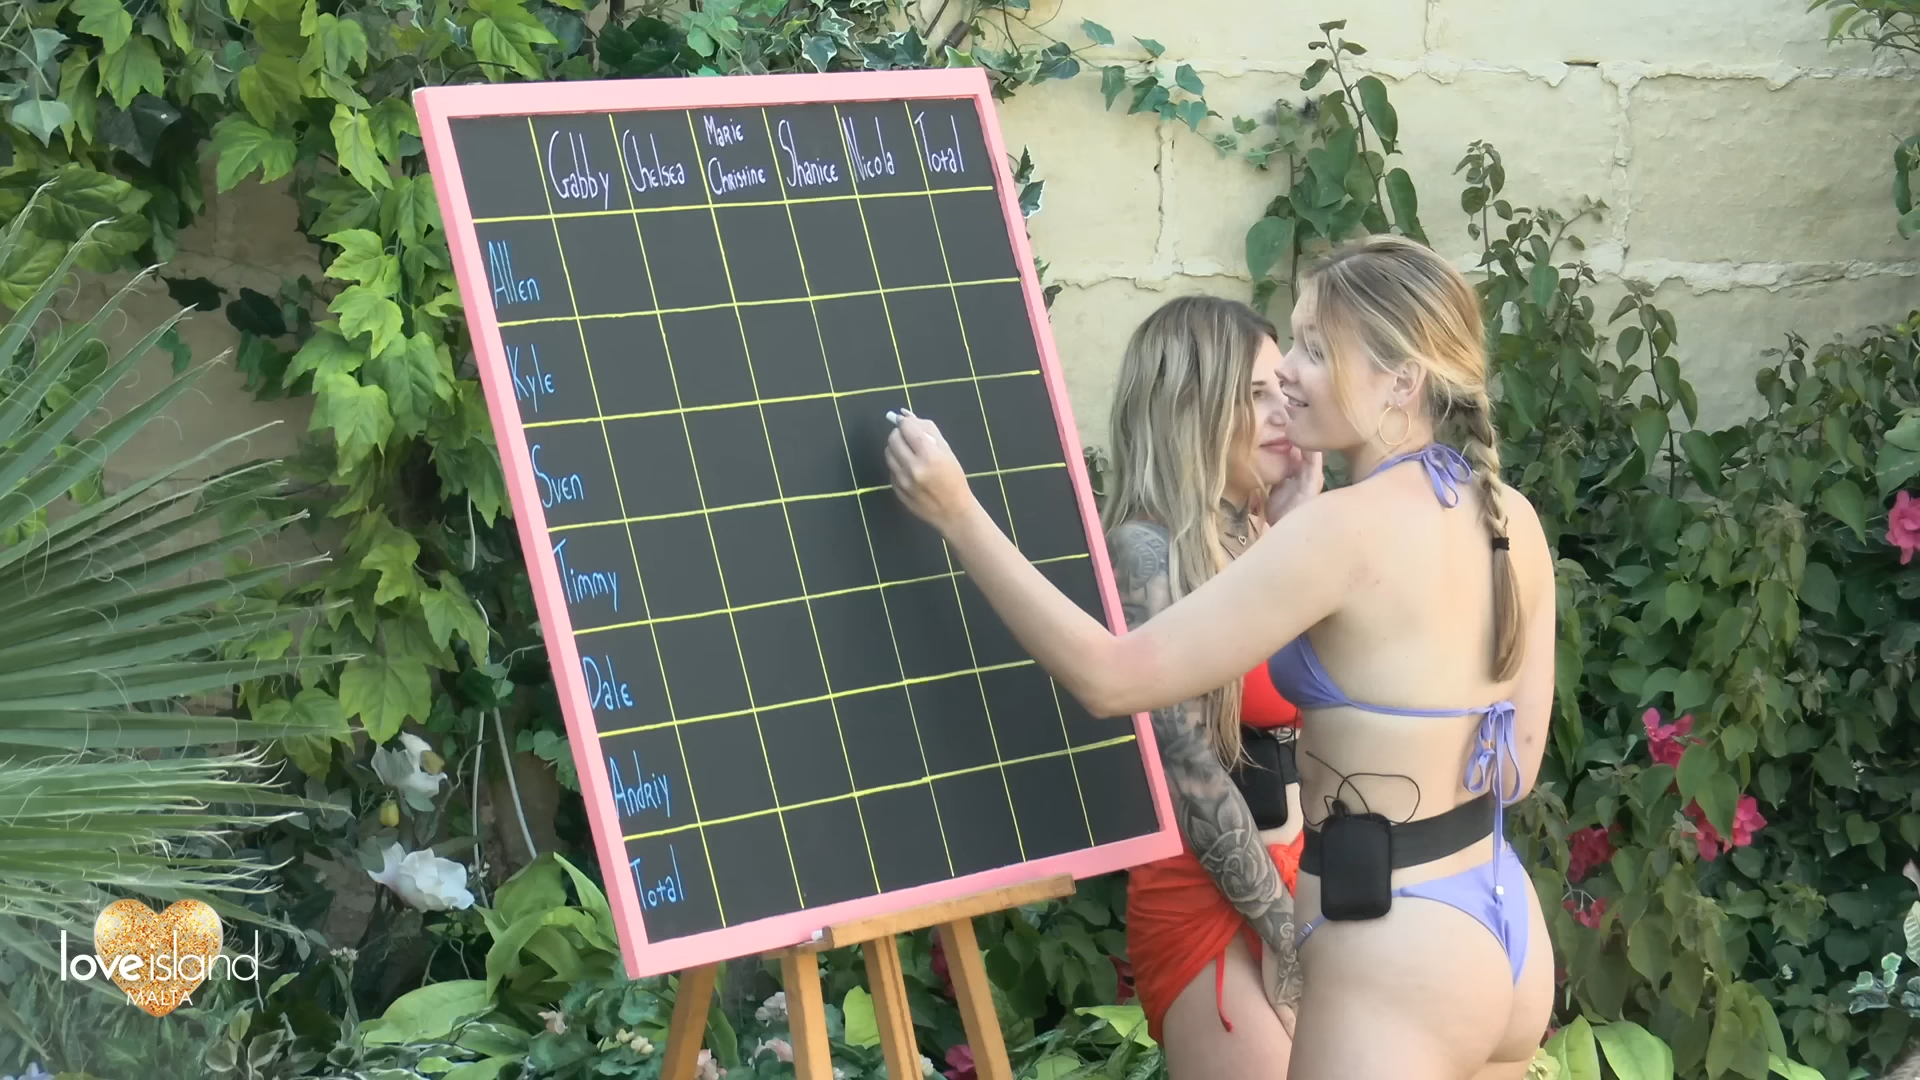 Gabby Chelsea Marie Christine Shanice Nicola Total
Allen
Kyle
Sven
Timmy
Dale
Andriy
Total
love island
MALTA